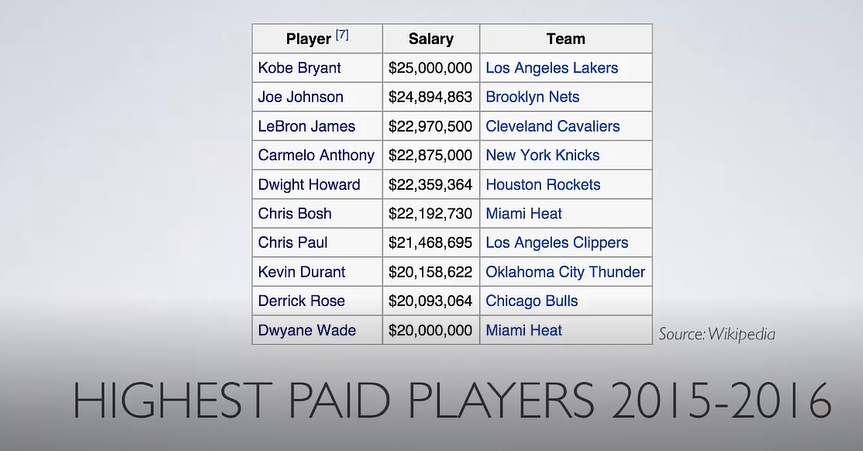 Player [7] Salary Team
Kobe Bryant $25,000,000 Los Angeles Lakers
Joe Johnson $24,894,863 Brooklyn Nets
LeBron James $22,970,500 Cleveland Cavaliers
Carmelo Anthony $22,875,000 New York Knicks
Dwight Howard $22,359,364 Houston Rockets
Chris Bosh $22,192,730 Miami Heat
Chris Paul $21,468,695 Los Angeles Clippers
Kevin Durant $20,158,622 Oklahoma City Thunder
Derrick Rose $20,093,064 Chicago Bulls
Dwyane Wade $20,000,000 Miami Heat
Source: Wikipedia
HIGHEST PAID PLAYERS 2015-2016